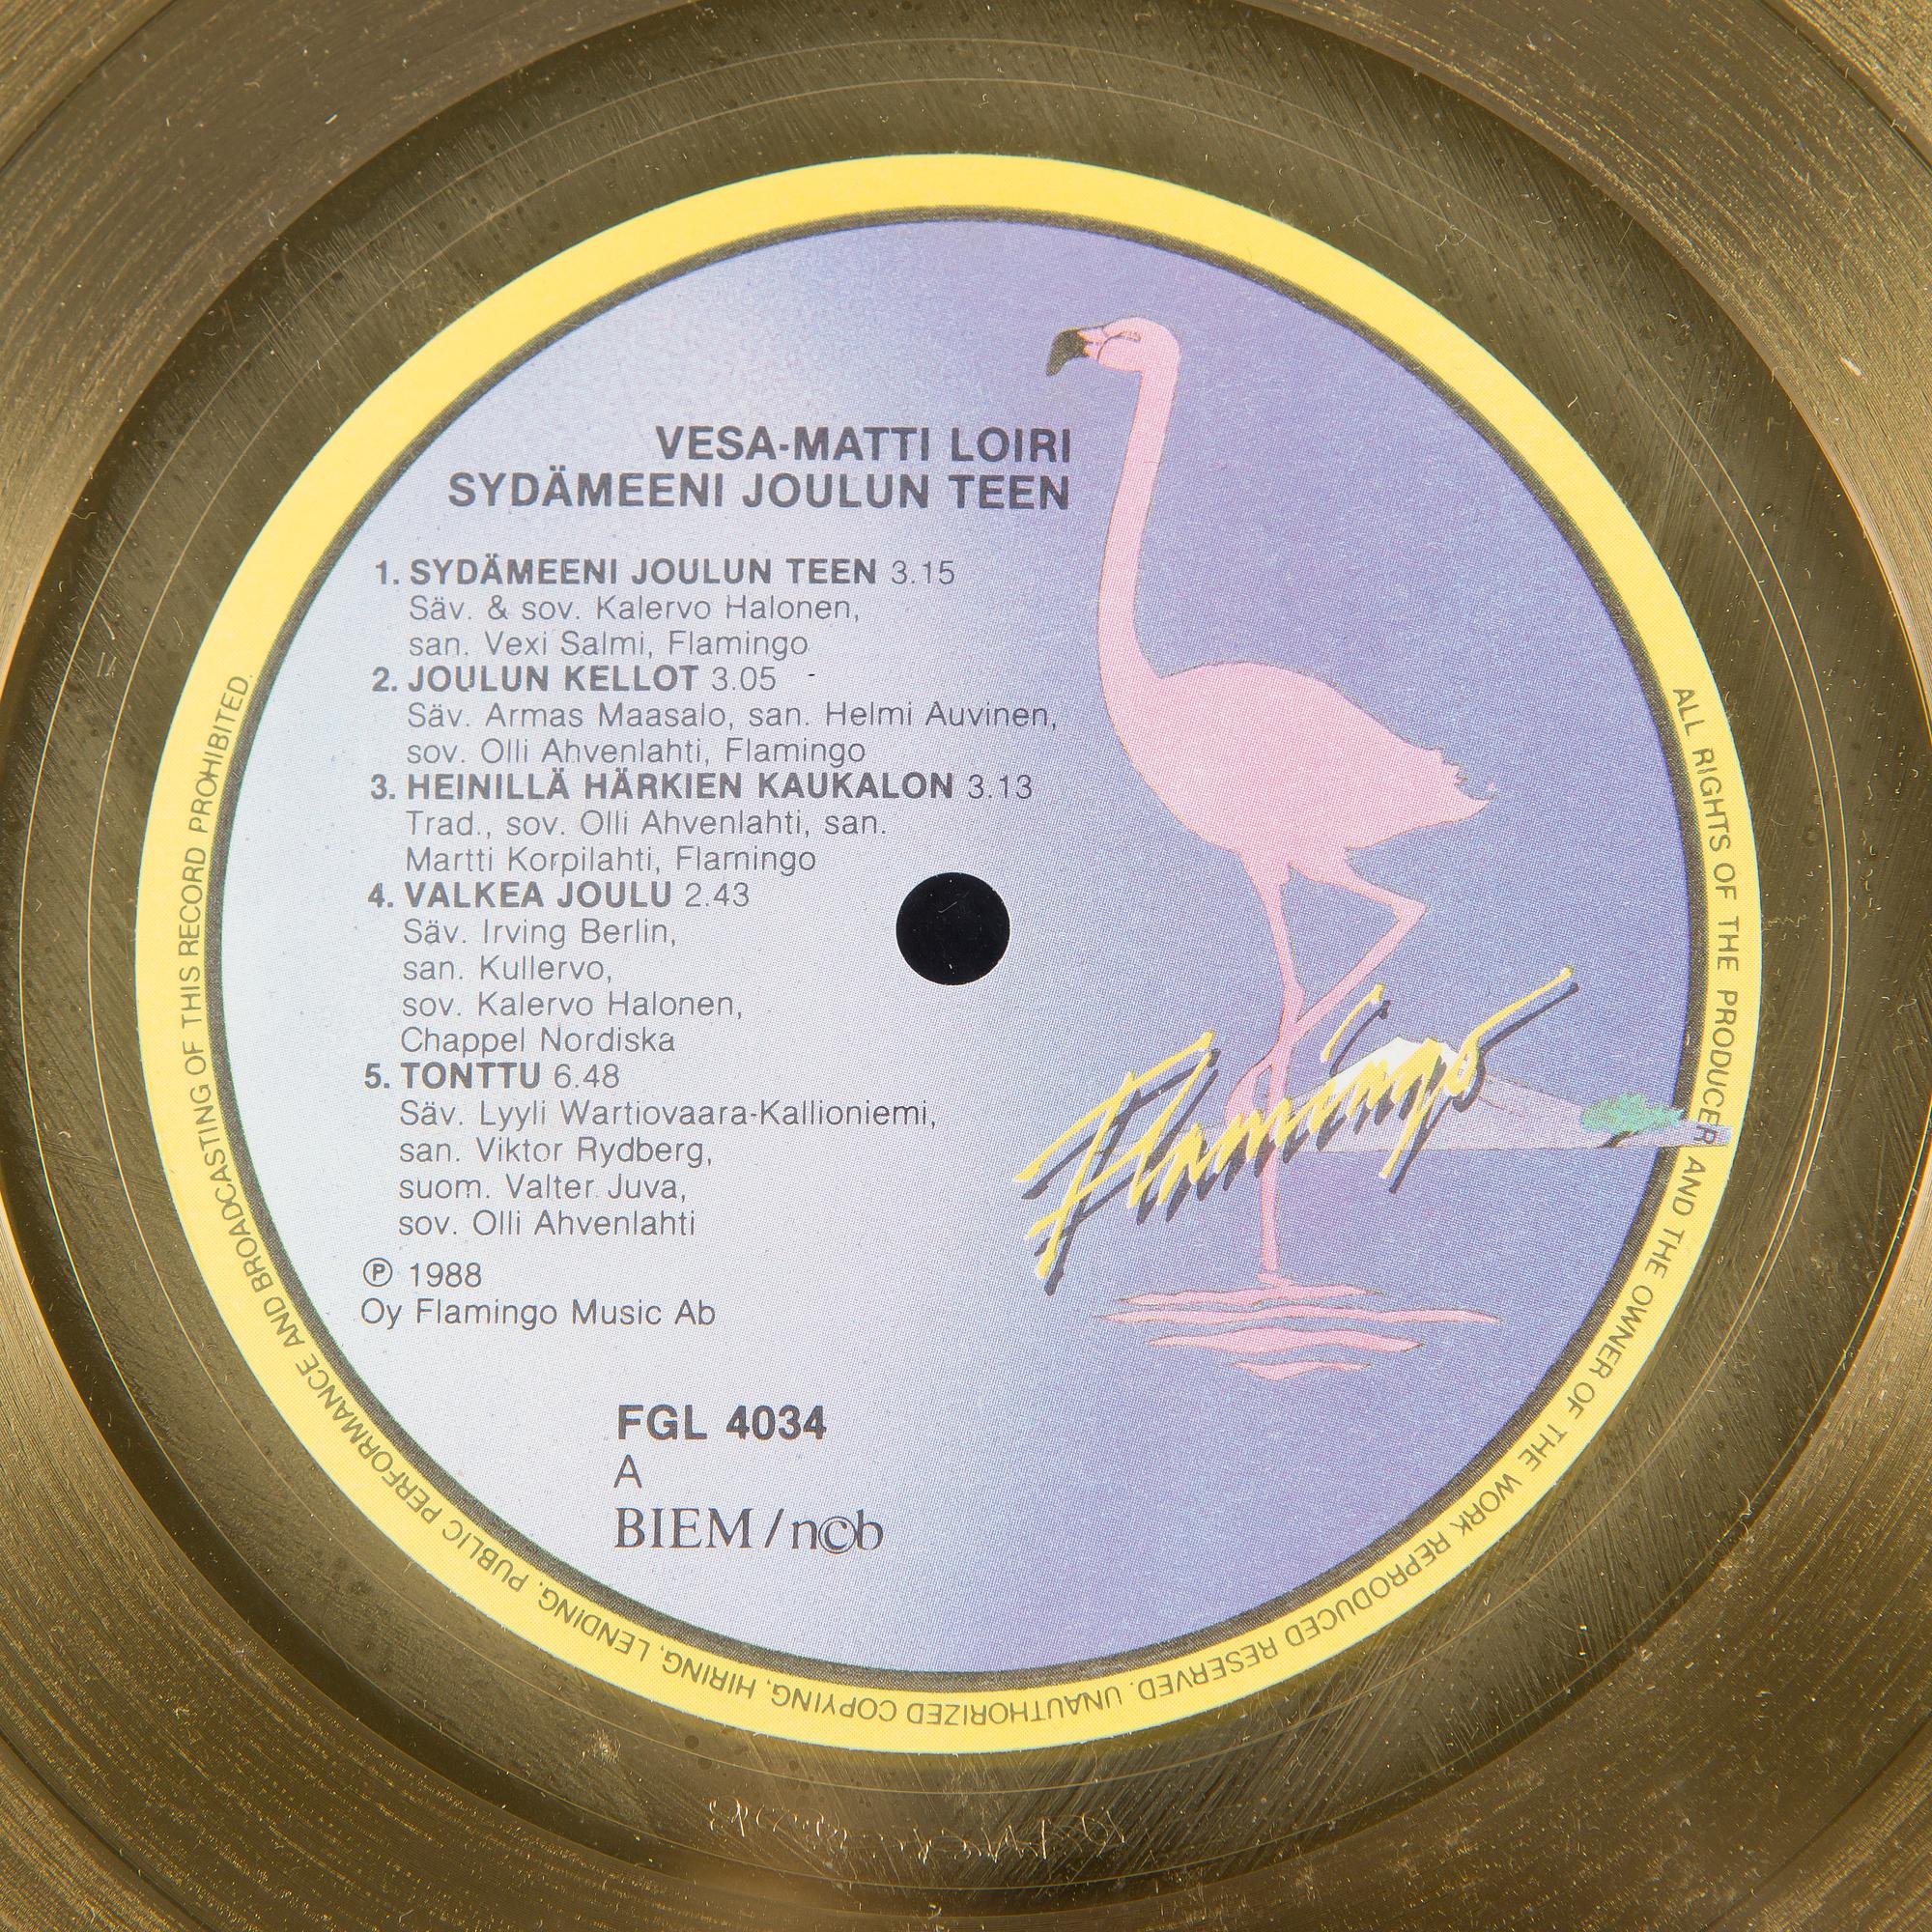 VESA-MATTI LOIRI
SYDÄMEENI JOULUN TEEN
1. SYDÄMEENI JOULUN TEEN 3.15
Säv. & sov. Kalervo Halonen,
san. Vexi Salmi, Flamingo
2. JOULUN KELLOT 3.05
Säv. Armas Maasalo, san. Helmi Auvinen,
sov. Olli Ahvenlahti, Flamingo
3. HEINILLÄ HÄRKIEN KAUKALON 3.13
Trad., sov. Olli Ahvenlahti, san.
Martti Korpilahti, Flamingo
4. VALKEA JOULU 2.43
Säv. Irving Berlin,
san. Kullervo,
sov. Kalervo Halonen,
Chappel Nordiska
5. TONTTU 6.48
Säv. Lyyli Wartiovaara-Kallioniemi,
san. Viktor Rydberg,
suom. Valter Juva,
sov. Olli Ahvenlahti
℗ 1988
Oy Flamingo Music Ab
FGL 4034
A
BIEM/ncb
Flamingo
ALL RIGHTS OF THE PRODUCER AND THE OWNER OF THE WORK REPRODUCED RESERVED. UNAUTHORIZED COPYING, HIRING, LENDING, PUBLIC PERFORMANCE AND BROADCASTING OF THIS RECORD PROHIBITED.